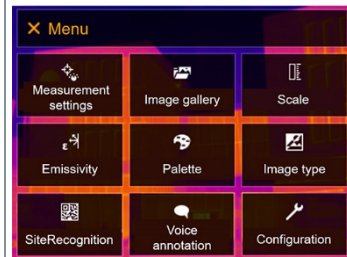 × Menu
Measurement
settings
Image gallery
Scale
ε
Emissivity
Palette
Image type
SiteRecognition
Voice
annotation
Configuration